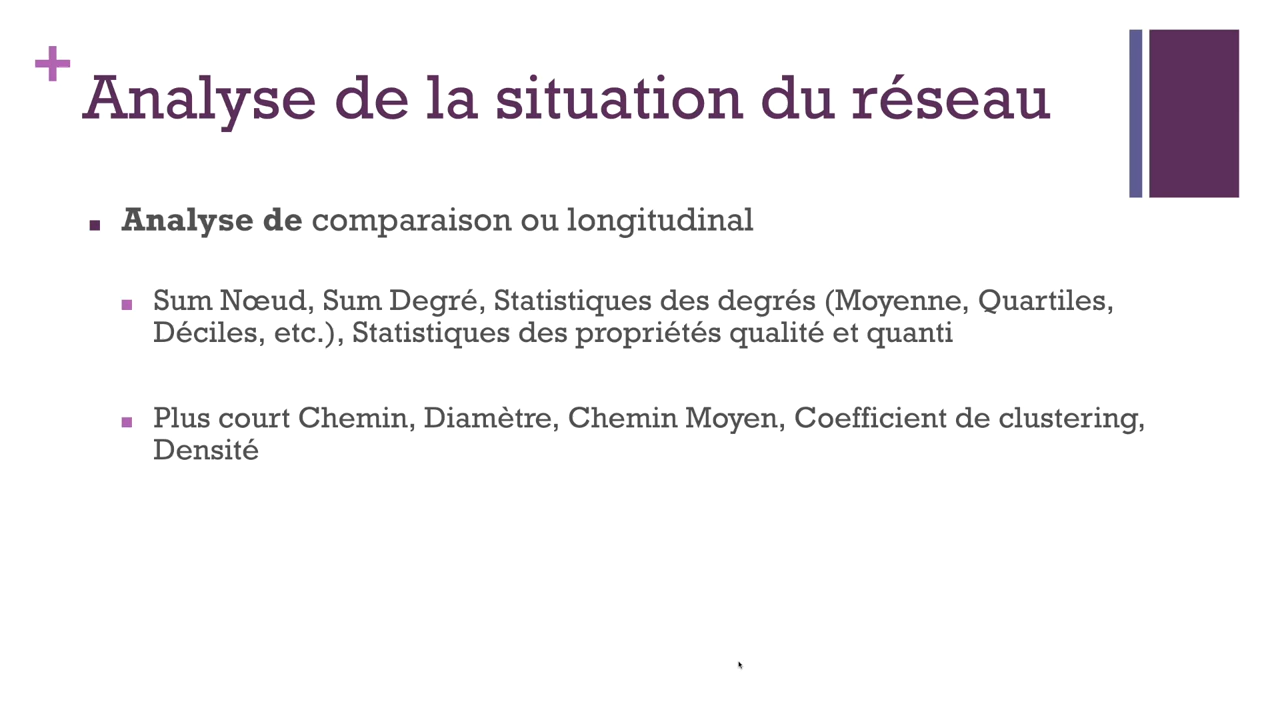 Analyse de la situation du réseau
Analyse de comparaison ou longitudinal
Sum Nœud, Sum Degré, Statistiques des degrés (Moyenne, Quartiles,
Déciles, etc.), Statistiques des propriétés qualité et quanti
Plus court Chemin, Diamètre, Chemin Moyen, Coefficient de clustering,
Densité